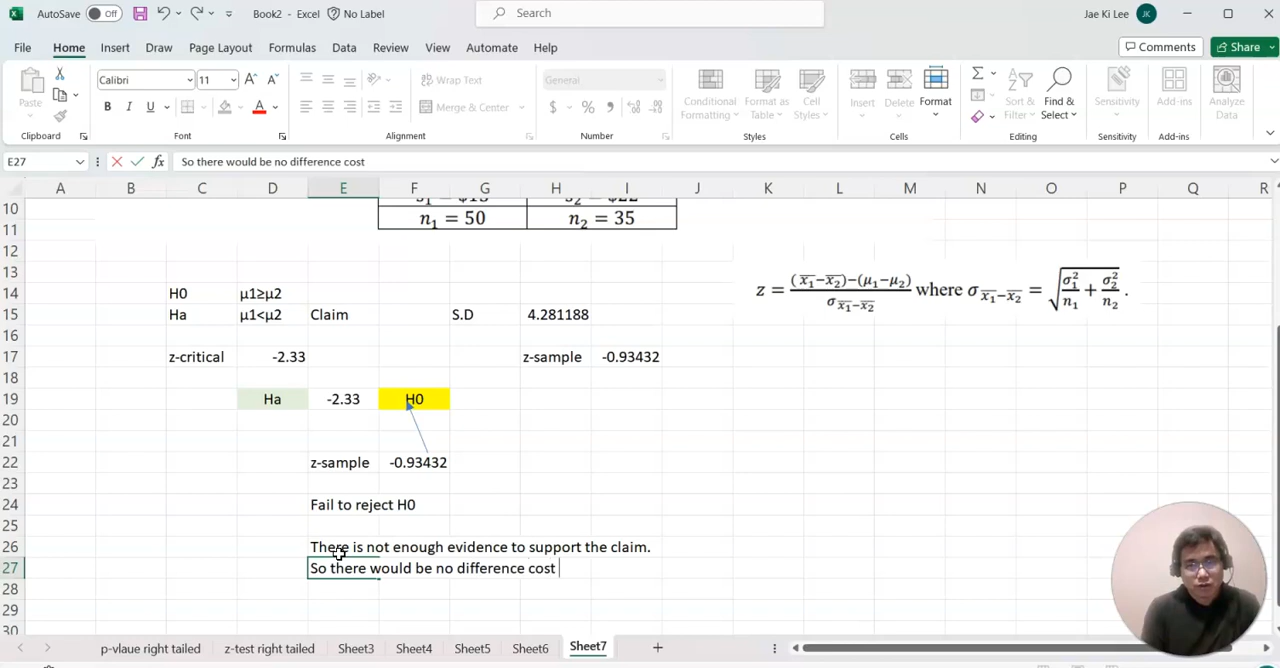 AutoSave Off Book2 - Excel No Label Search Jae Ki Lee JK
File Home Insert Draw Page Layout Formulas Data Review View Automate Help Comments Share
Calibri 11 Wrap Text General
Paste B I U Merge & Center $ % Conditional Formatting Format as Table Cell Styles Insert Delete Format Sort & Filter Find & Select Sensitivity Add-ins Analyze Data
Clipboard Font Alignment Number Styles Cells Editing Sensitivity Add-ins
E27 fx So there would be no difference cost
A B C D E F G H I J K L M N O P Q R
10
11 n₁ = 50 n₂ = 35
12
13
14 H0 μ1≥μ2 z = (x̄₁−x̄₂)−(μ₁−μ₂) / σx̄₁−x̄₂ where σx̄₁−x̄₂ = √(σ₁²/n₁ + σ₂²/n₂).
15 Ha μ1<μ2 Claim S.D 4.281188
16
17 z-critical -2.33 z-sample -0.93432
18
19 Ha -2.33 H0
20
21
22 z-sample -0.93432
23
24 Fail to reject H0
25
26 There is not enough evidence to support the claim.
27 So there would be no difference cost
28
29
30
p-vlaue right tailed z-test right tailed Sheet3 Sheet4 Sheet5 Sheet6 Sheet7